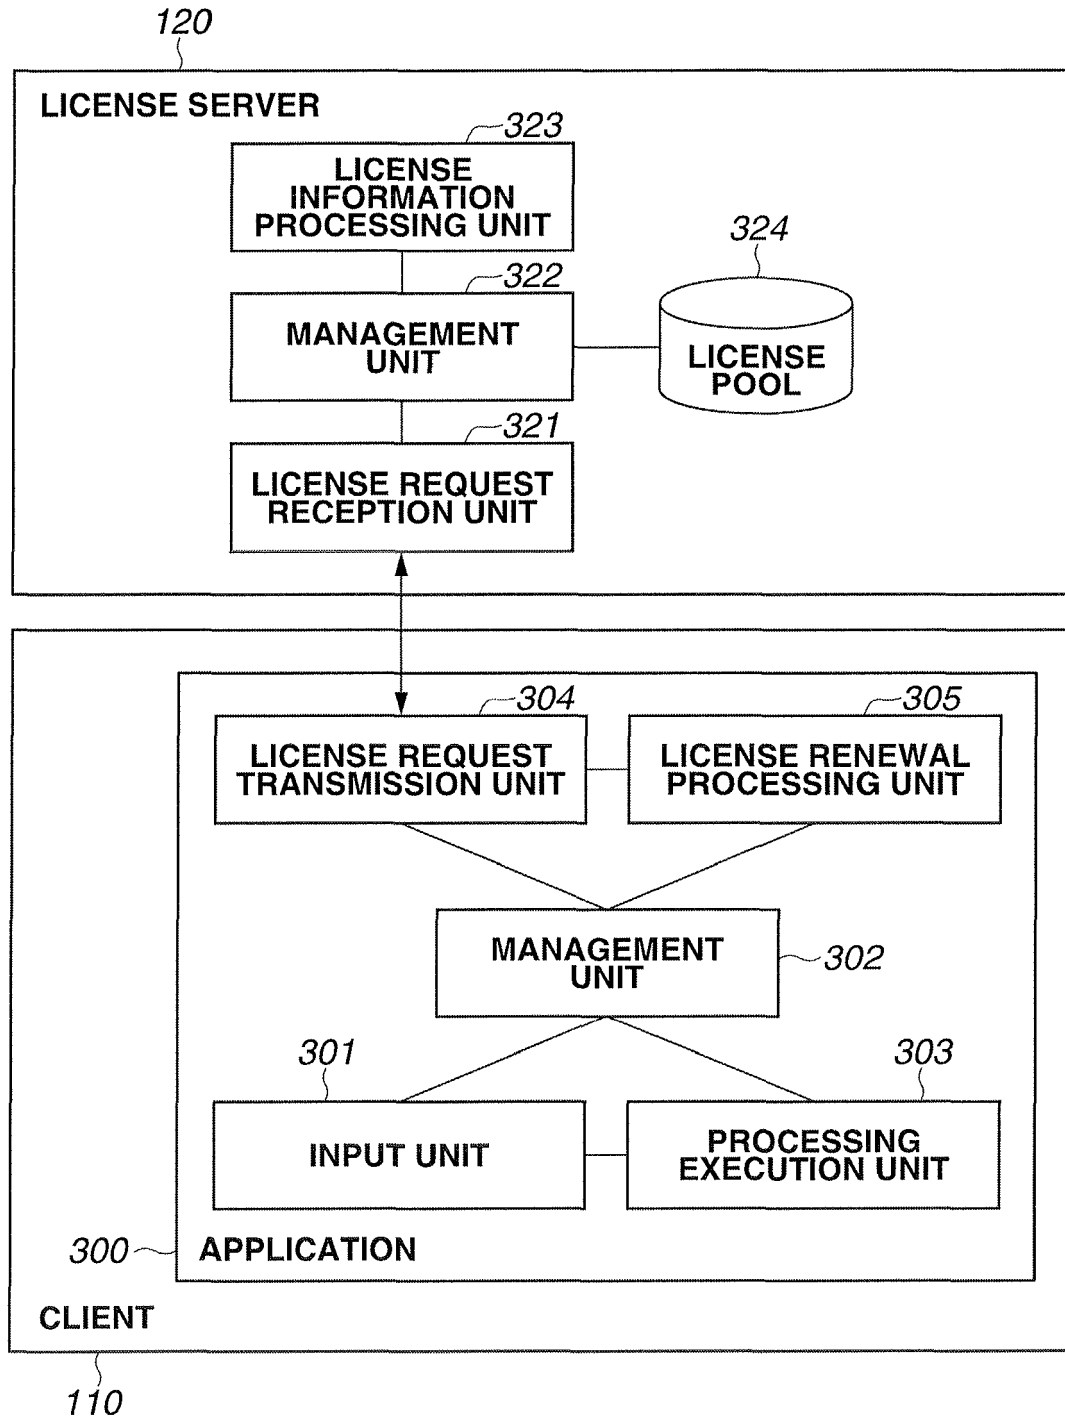 120
LICENSE SERVER
323
LICENSE
INFORMATION
PROCESSING UNIT
324
322
MANAGEMENT
UNIT
LICENSE
POOL
321
LICENSE REQUEST
RECEPTION UNIT
304
305
LICENSE REQUEST
TRANSMISSION UNIT
LICENSE RENEWAL
PROCESSING UNIT
MANAGEMENT
UNIT
302
301
303
INPUT UNIT
PROCESSING
EXECUTION UNIT
300
APPLICATION
CLIENT
110